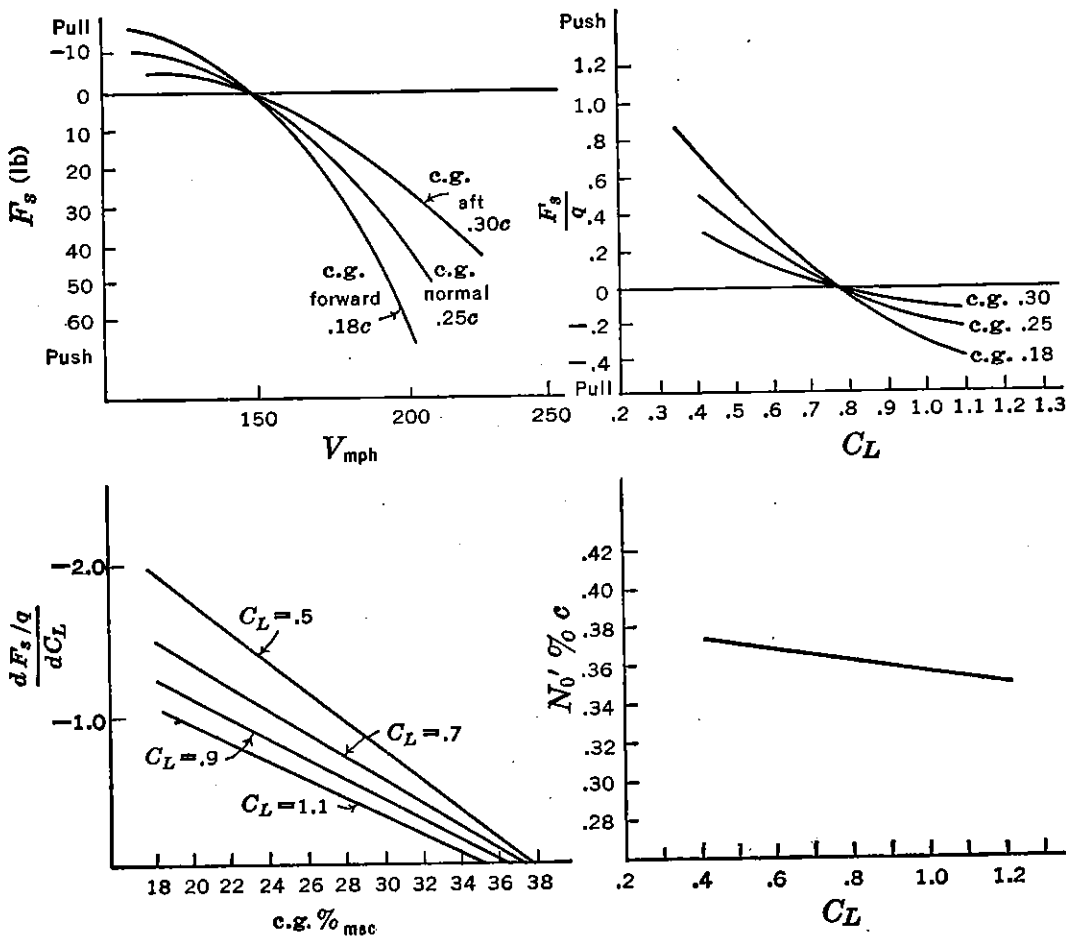 Pull
-10
0
10
20
30
40
50
60
Push
F_s (lb)
c.g.
aft
.30c
c.g.
forward
.18c
c.g.
normal
.25c
150
200
250
V_mph
Push
1.2
1.0
.8
.6
.4
.2
0
-.2
-.4
Pull
F_s/q
c.g. .30
c.g. .25
c.g. .18
.2 .3 .4 .5 .6 .7 .8 .9 1.0 1.1 1.2 1.3
C_L
-2.0
-1.0
dF_s/q
dC_L
C_L=.5
C_L=.7
C_L=.9
C_L=1.1
18 20 22 24 26 28 30 32 34 36 38
c.g. %msc
.42
.40
.38
.36
.34
.32
.30
.28
N_0' % c
.2 .4 .6 .8 1.0 1.2
C_L